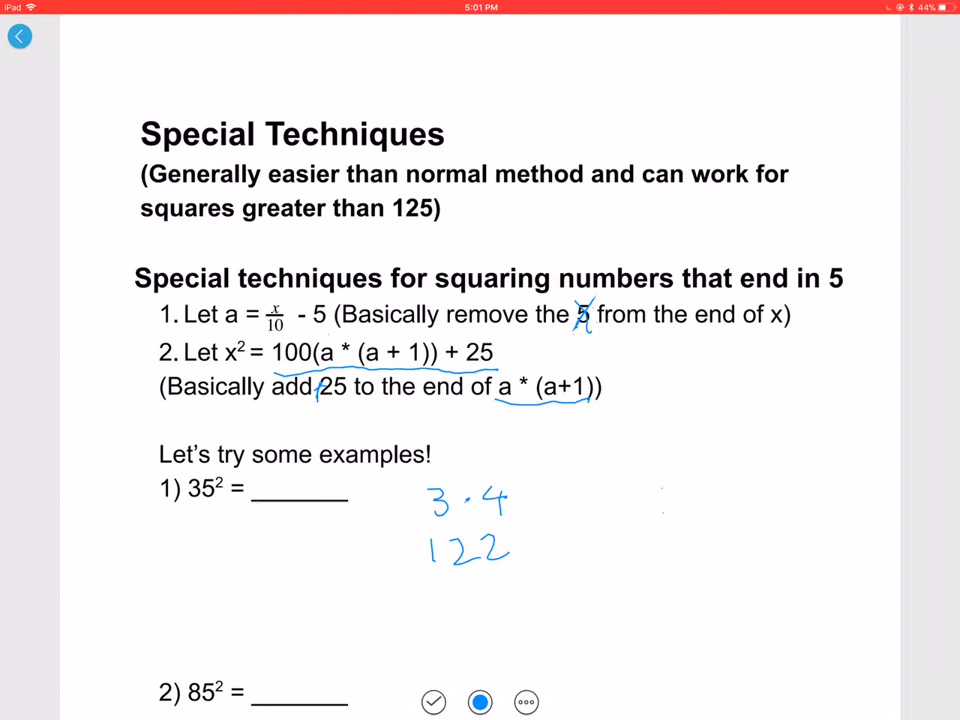 iPad 5:01 PM 44%
Special Techniques
(Generally easier than normal method and can work for
squares greater than 125)
Special techniques for squaring numbers that end in 5
1. Let a = x/10 - 5 (Basically remove the 5 from the end of x)
2. Let x² = 100(a * (a + 1)) + 25
(Basically add 25 to the end of a * (a+1))
Let's try some examples!
1) 35² = _______
3 · 4
122
2) 85² = _______